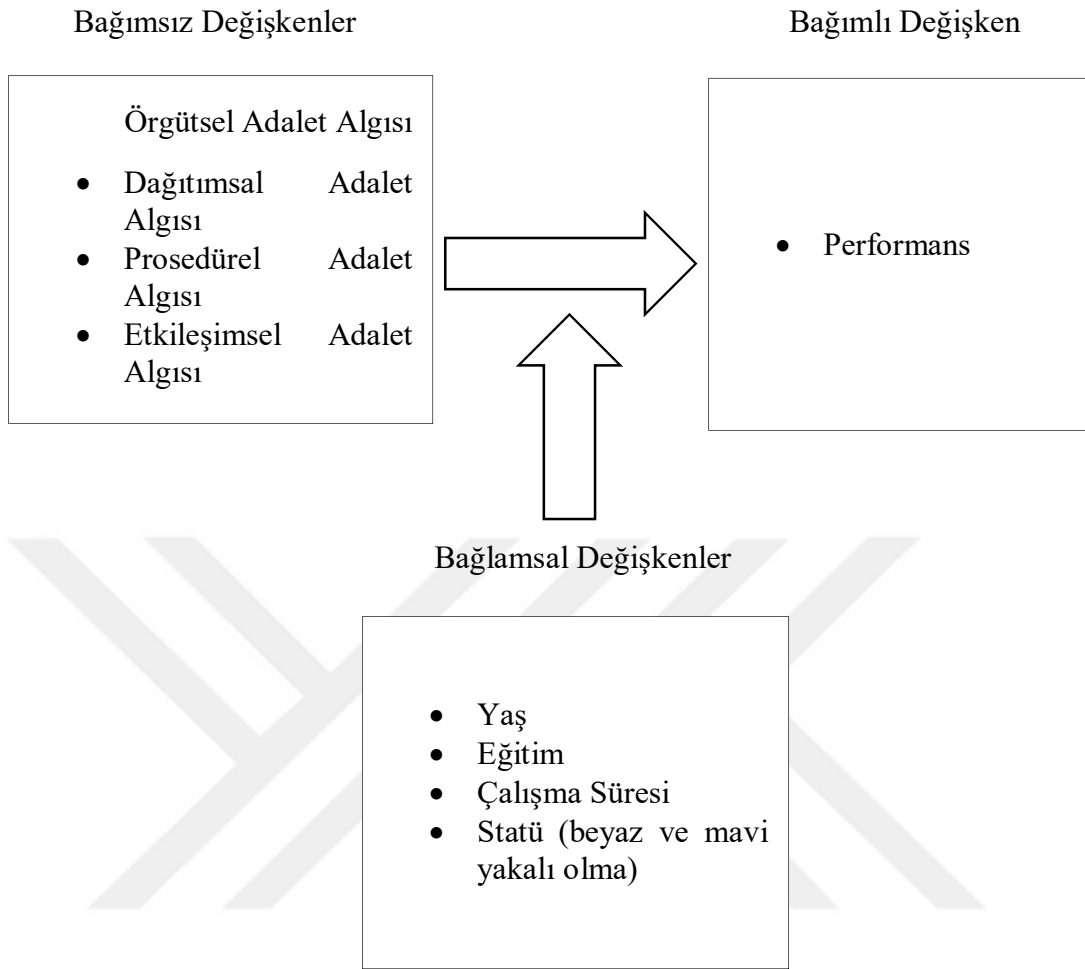 Bağımsız Değişkenler
Bağımlı Değişken
Örgütsel Adalet Algısı
• Dağıtımsal Adalet
Algısı
• Prosedürel Adalet
Algısı
• Etkileşimsel Adalet
Algısı
• Performans
Bağlamsal Değişkenler
• Yaş
• Eğitim
• Çalışma Süresi
• Statü (beyaz ve mavi
yakalı olma)